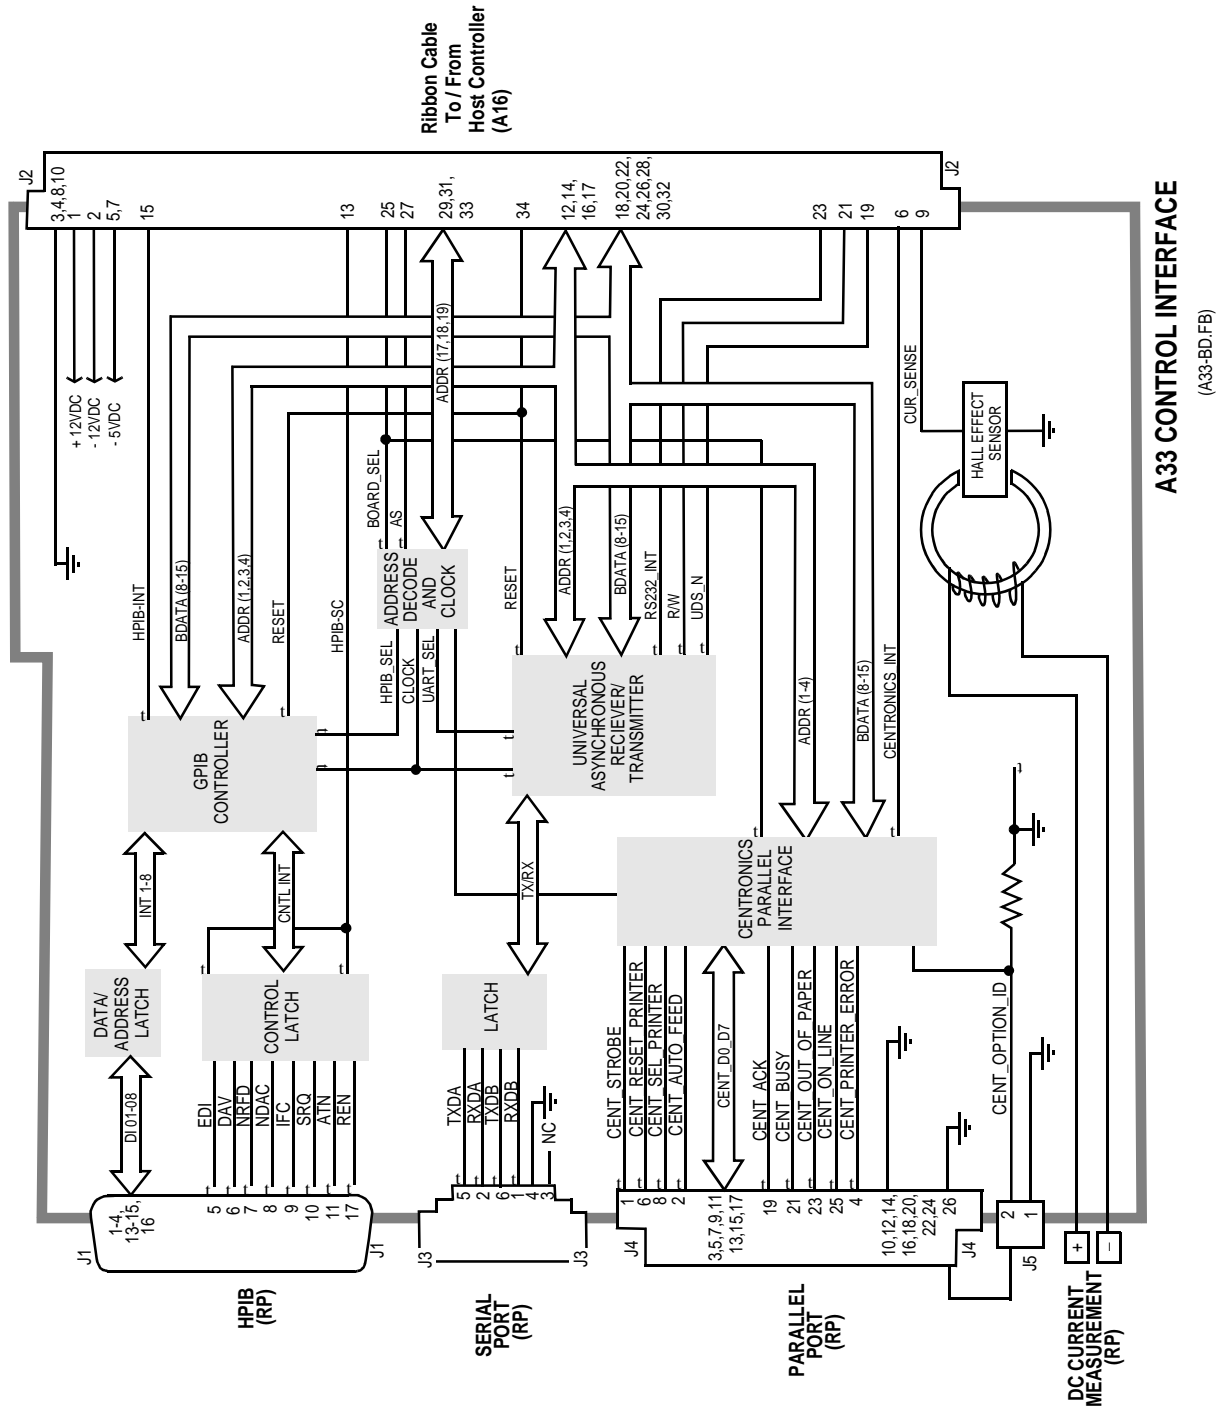 A33 CONTROL INTERFACE
(A33-BD.FB)
Ribbon Cable
To / From
Host Controller
(A16)
J2
3,4,8,10
1
2
5,7
15
13
25
27
29,31,
33
34
12,14,
16,17
18,20,22,
24,26,28,
30,32
23
21
19
6
9
J2
+ 12VDC
- 12VDC
- 5VDC
HPIB-INT
BDATA (8-15)
ADDR (1,2,3,4)
RESET
HPIB-SC
BOARD_SEL
AS
ADDR (17,18,19)
RESET
ADDR (1,2,3,4)
BDATA (8-15)
RS232_INT
R/W
UDS_N
CUR_SENSE
HALL EFFECT
SENSOR
ADDRESS
DECODE
AND
CLOCK
HPIB_SEL
CLOCK
UART_SEL
GPIB
CONTROLLER
UNIVERSAL
ASYNCHRONOUS
RECIEVER/
TRANSMITTER
ADDR (1-4)
BDATA (8-15)
CENTRONICS_INT
INT 1-8
CNTL INT
TX/RX
CENTRONICS
PARALLEL
INTERFACE
DATA/
ADDRESS
LATCH
CONTROL
LATCH
LATCH
DI 01-08
EDI
DAV
NRFD
NDAC
IFC
SRQ
ATN
REN
TXDA
RXDA
TXDB
RXDB
NC
CENT_STROBE
CENT_RESET_PRINTER
CENT_SEL_PRINTER
CENT_AUTO_FEED
CENT_D0_D7
CENT_ACK
CENT_BUSY
CENT_OUT_OF_PAPER
CENT_ON_LINE
CENT_PRINTER_ERROR
CENT_OPTION_ID
J1
1-4,
13-15,
16
5
6
7
8
9
10
11
17
J1
HPIB
(RP)
J3
5
2
6
1
4
3
J3
SERIAL
PORT
(RP)
J4
1
6
8
2
3,5,7,9,11
13,15,17
19
21
23
25
4
10,12,14,
16,18,20,
22,24
26
J4
PARALLEL
PORT
(RP)
2
1
J5
+
–
DC CURRENT
MEASUREMENT
(RP)